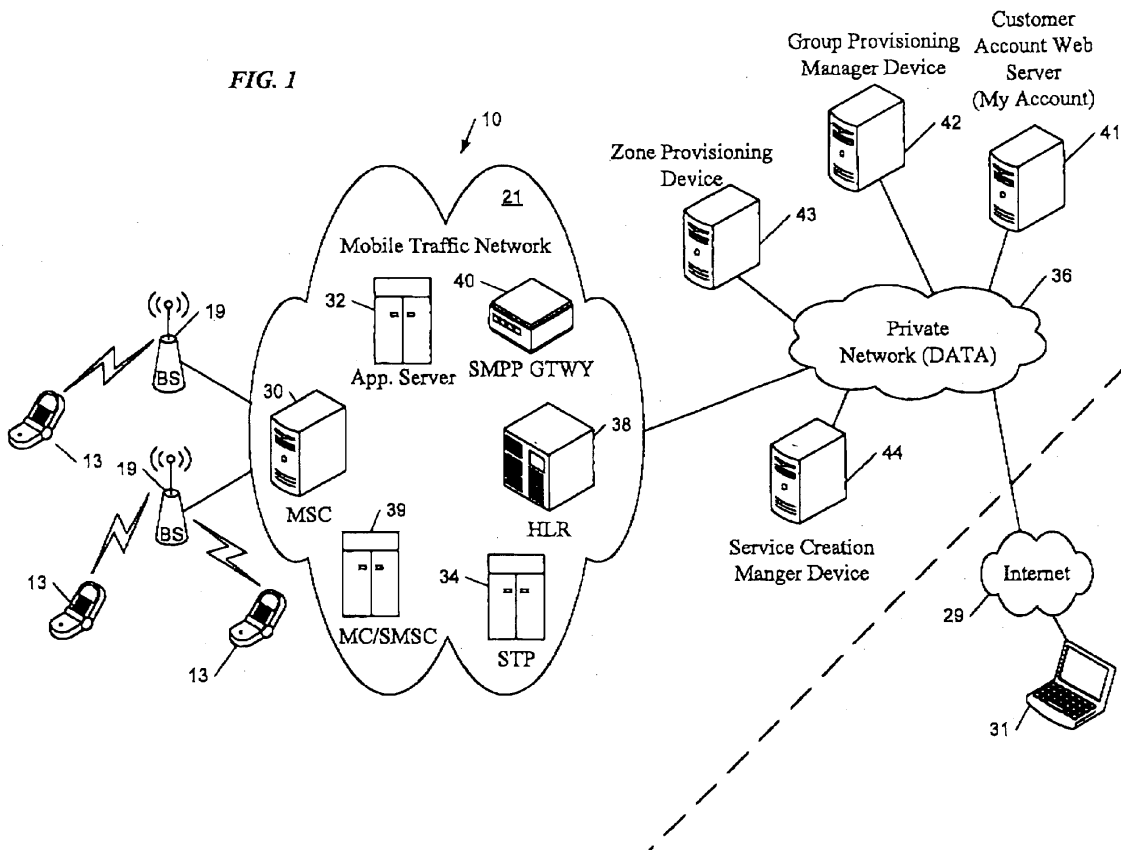 FIG. 1
10
Customer
Account Web
Server
(My Account)
41
Group Provisioning
Manager Device
42
Zone Provisioning
Device
43
21
Mobile Traffic Network
32
App. Server
40
SMPP GTWY
19
BS
13
30
MSC
38
HLR
36
Private
Network (DATA)
19
BS
13
13
39
MC/SMSC
34
STP
44
Service Creation
Manger Device
Internet
29
31